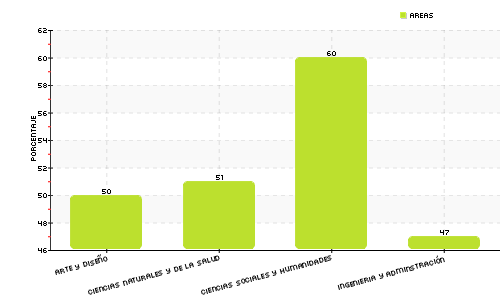 AREAS
62
60
58
56
54
52
50
48
46
PORCENTAJE
50
51
60
47
ARTE Y DISEÑO
CIENCIAS NATURALES Y DE LA SALUD
CIENCIAS SOCIALES Y HUMANIDADES
INGENIERIA Y ADMINSTRACIÓN